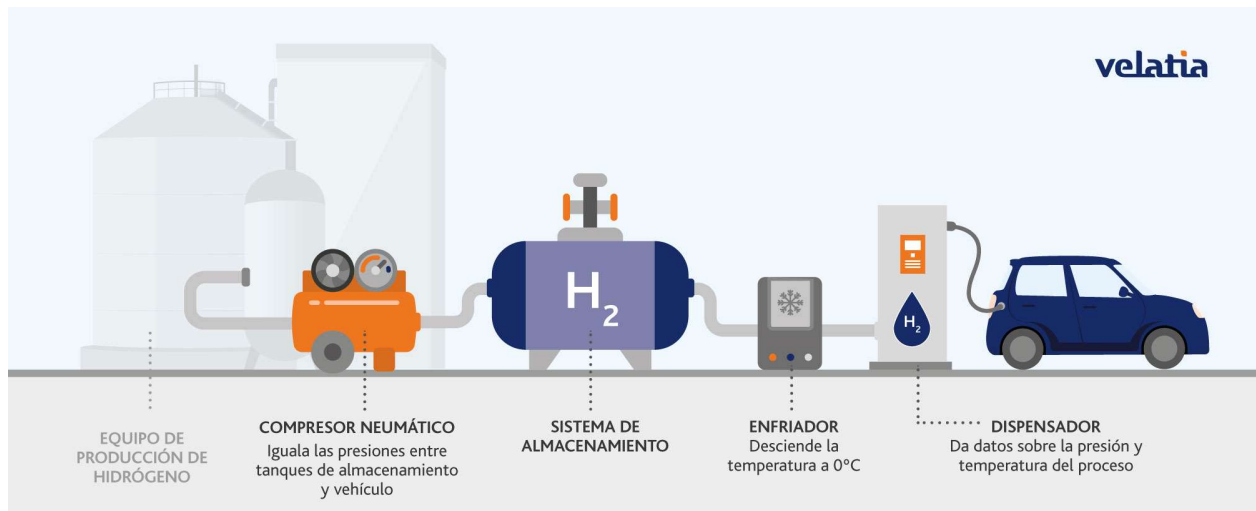 velatia
H2
H2
EQUIPO DE
PRODUCCIÓN DE
HIDRÓGENO
COMPRESOR NEUMÁTICO
Iguala las presiones entre
tanques de almacenamiento
y vehículo
SISTEMA DE
ALMACENAMIENTO
ENFRIADOR
Desciende la
temperatura a 0°C
DISPENSADOR
Da datos sobre la presión y
temperatura del proceso